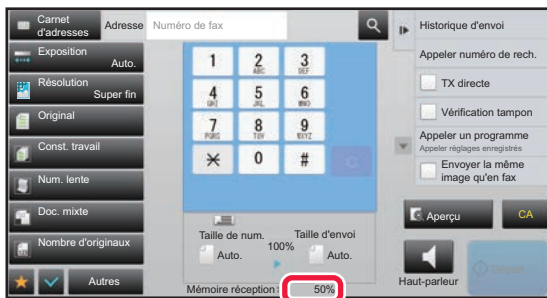 Carnet
d'adresses
Adresse
Numéro de fax
Exposition
Auto.
Résolution
Super fin
Original
Const. travail
Num. lente
Doc. mixte
Nombre d'originaux
Autres
1
2
ABC
3
DEF
4
GHI
5
JKL
6
MNO
7
PQRS
8
TUV
9
WXYZ
0
#
C
Taille de num.
100%
Taille d'envoi
Auto.
Auto.
Mémoire réception:
50%
Historique d'envoi
Appeler numéro de rech.
TX directe
Vérification tampon
Appeler un programme
Appeler réglages enregistrés
Envoyer la même
image qu'en fax
Aperçu
CA
Haut-parleur
Départ